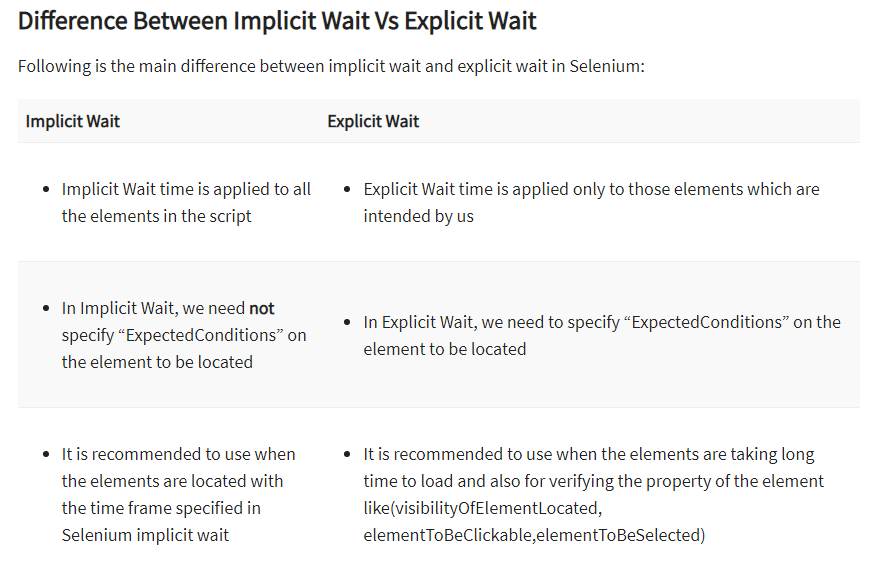 Difference Between Implicit Wait Vs Explicit Wait
Following is the main difference between implicit wait and explicit wait in Selenium:
Implicit Wait
Explicit Wait
• Implicit Wait time is applied to all
the elements in the script
• Explicit Wait time is applied only to those elements which are
intended by us
• In Implicit Wait, we need not
specify “ExpectedConditions” on
the element to be located
• In Explicit Wait, we need to specify “ExpectedConditions” on the
element to be located
• It is recommended to use when
the elements are located with
the time frame specified in
Selenium implicit wait
• It is recommended to use when the elements are taking long
time to load and also for verifying the property of the element
like(visibilityOfElementLocated,
elementToBeClickable,elementToBeSelected)